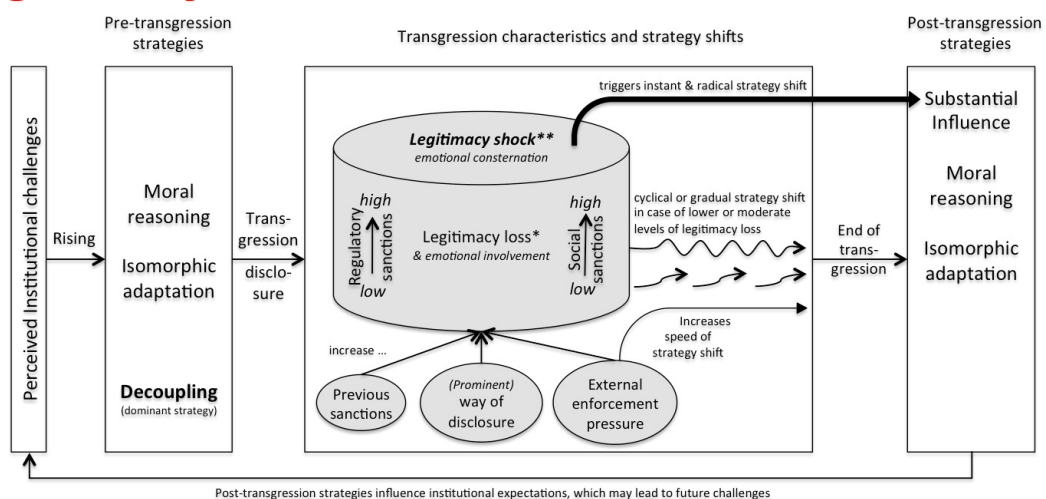 Pre-transgression
strategies
Transgression characteristics and strategy shifts
Post-transgression
strategies
Perceived Institutional challenges
Rising
Moral
reasoning
Isomorphic
adaptation
Decoupling
(dominant strategy)
Trans-
gression
disclo-
sure
triggers instant & radical strategy shift
Legitimacy shock**
emotional consternation
Regulatory
sanctions
high
low
Legitimacy loss*
& emotional involvement
Social
sanctions
high
low
cyclical or gradual strategy shift
in case of lower or moderate
levels of legitimacy loss
Increases
speed of
strategy shift
increase ...
Previous
sanctions
(Prominent)
way of
disclosure
External
enforcement
pressure
End of
trans-
gression
Substantial
Influence
Moral
reasoning
Isomorphic
adaptation
Post-transgression strategies influence institutional expectations, which may lead to future challenges